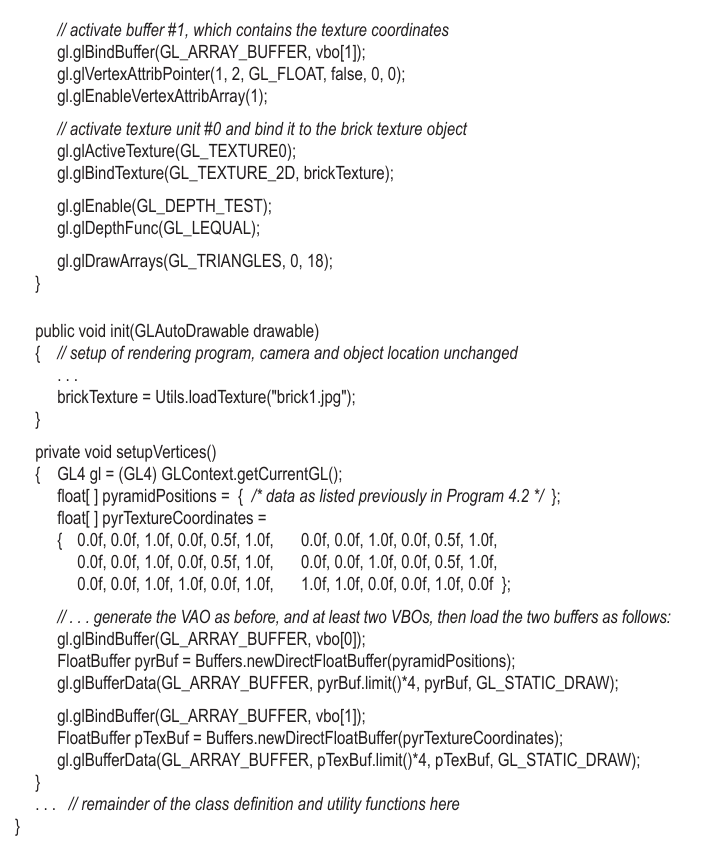 // activate buffer #1, which contains the texture coordinates
gl.glBindBuffer(GL_ARRAY_BUFFER, vbo[1]);
gl.glVertexAttribPointer(1, 2, GL_FLOAT, false, 0, 0);
gl.glEnableVertexAttribArray(1);
// activate texture unit #0 and bind it to the brick texture object
gl.glActiveTexture(GL_TEXTURE0);
gl.glBindTexture(GL_TEXTURE_2D, brickTexture);
gl.glEnable(GL_DEPTH_TEST);
gl.glDepthFunc(GL_LEQUAL);
gl.glDrawArrays(GL_TRIANGLES, 0, 18);
}
public void init(GLAutoDrawable drawable)
{ // setup of rendering program, camera and object location unchanged
. . .
brickTexture = Utils.loadTexture("brick1.jpg");
}
private void setupVertices()
{ GL4 gl = (GL4) GLContext.getCurrentGL();
float[ ] pyramidPositions = { /* data as listed previously in Program 4.2 */ };
float[ ] pyrTextureCoordinates =
{ 0.0f, 0.0f, 1.0f, 0.0f, 0.5f, 1.0f, 0.0f, 0.0f, 1.0f, 0.0f, 0.5f, 1.0f,
0.0f, 0.0f, 1.0f, 0.0f, 0.5f, 1.0f, 0.0f, 0.0f, 1.0f, 0.0f, 0.5f, 1.0f,
0.0f, 0.0f, 1.0f, 1.0f, 0.0f, 1.0f, 1.0f, 1.0f, 0.0f, 0.0f, 1.0f, 0.0f };
// . . . generate the VAO as before, and at least two VBOs, then load the two buffers as follows:
gl.glBindBuffer(GL_ARRAY_BUFFER, vbo[0]);
FloatBuffer pyrBuf = Buffers.newDirectFloatBuffer(pyramidPositions);
gl.glBufferData(GL_ARRAY_BUFFER, pyrBuf.limit()*4, pyrBuf, GL_STATIC_DRAW);
gl.glBindBuffer(GL_ARRAY_BUFFER, vbo[1]);
FloatBuffer pTexBuf = Buffers.newDirectFloatBuffer(pyrTextureCoordinates);
gl.glBufferData(GL_ARRAY_BUFFER, pTexBuf.limit()*4, pTexBuf, GL_STATIC_DRAW);
}
. . . // remainder of the class definition and utility functions here
}